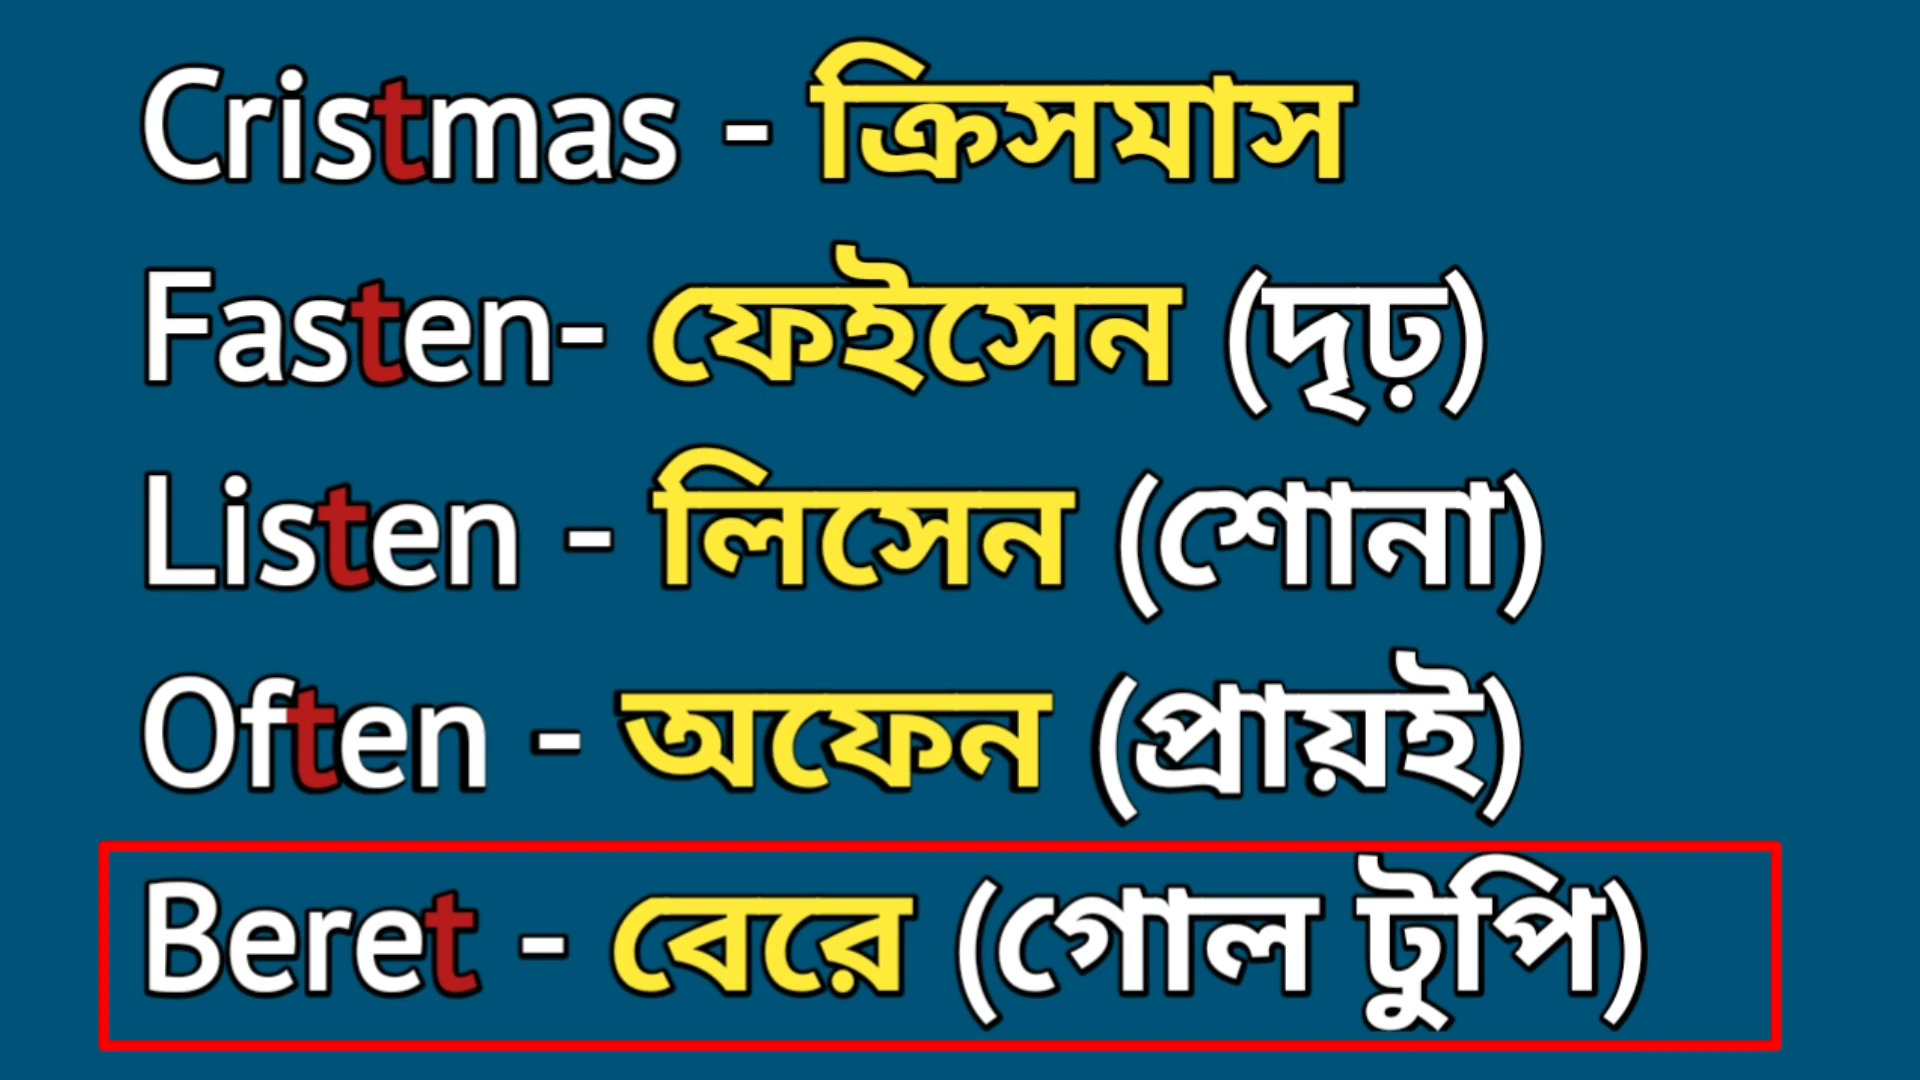 Cristmas - ক্রিসমাস
Fasten- ফেইসেন (দৃঢ়)
Listen - লিসেন (শোনা)
Often - অফেন (প্রায়ই)
Beret - বেরে (গোল টুপি)